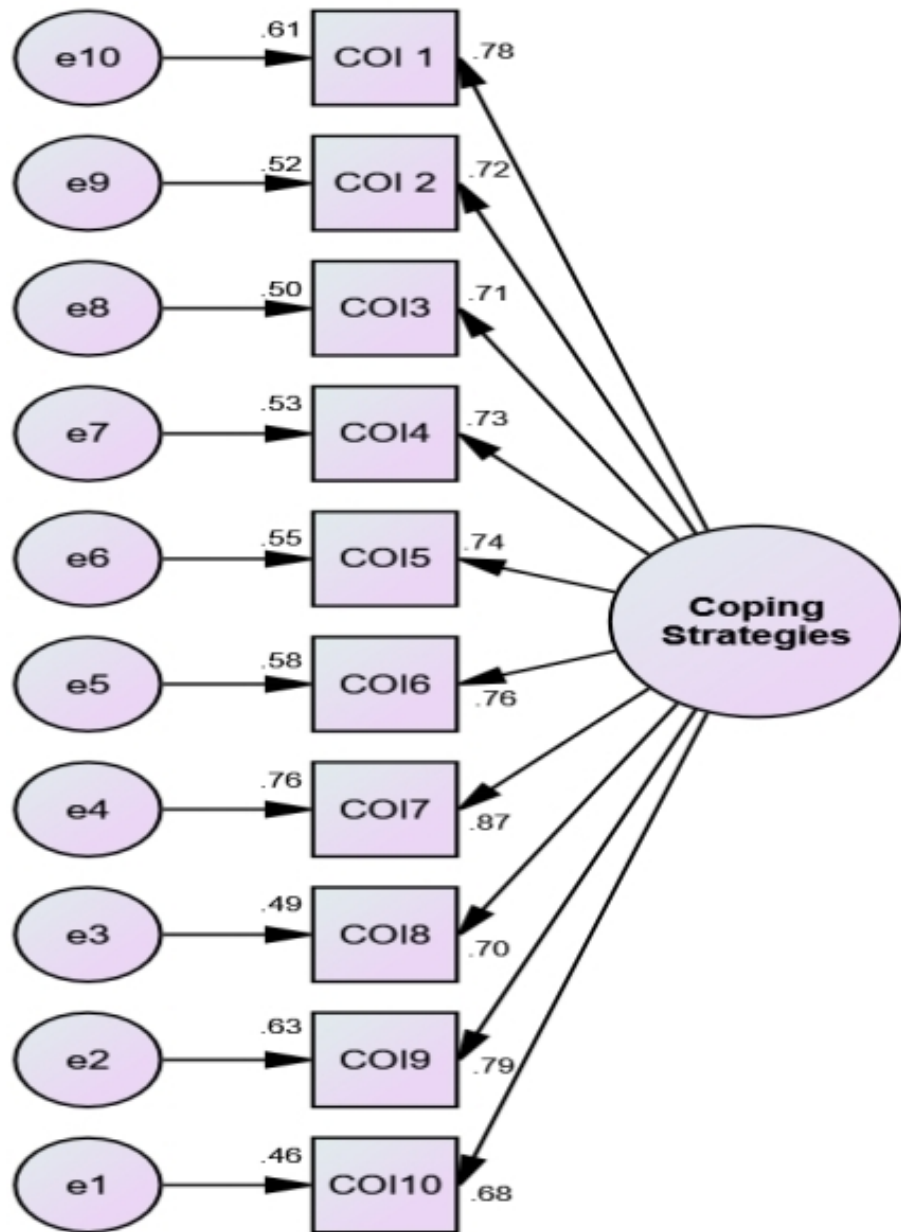 e10 .61 COI 1 .78
e9 .52 COI 2 .72
e8 .50 COI3 .71
e7 .53 COI4 .73
e6 .55 COI5 .74
Coping
Strategies
e5 .58 COI6 .76
e4 .76 COI7 .87
e3 .49 COI8 .70
e2 .63 COI9 .79
e1 .46 COI10 .68